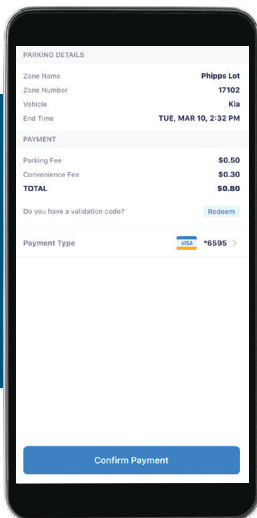 PARKING DETAILS
Zone Name Phipps Lot
Zone Number 17102
Vehicle Kia
End Time TUE, MAR 10, 2:32 PM
PAYMENT
Parking Fee $0.50
Convenience Fee $0.30
TOTAL $0.80
Do you have a validation code? Redeem
Payment Type VISA *6595 >
Confirm Payment